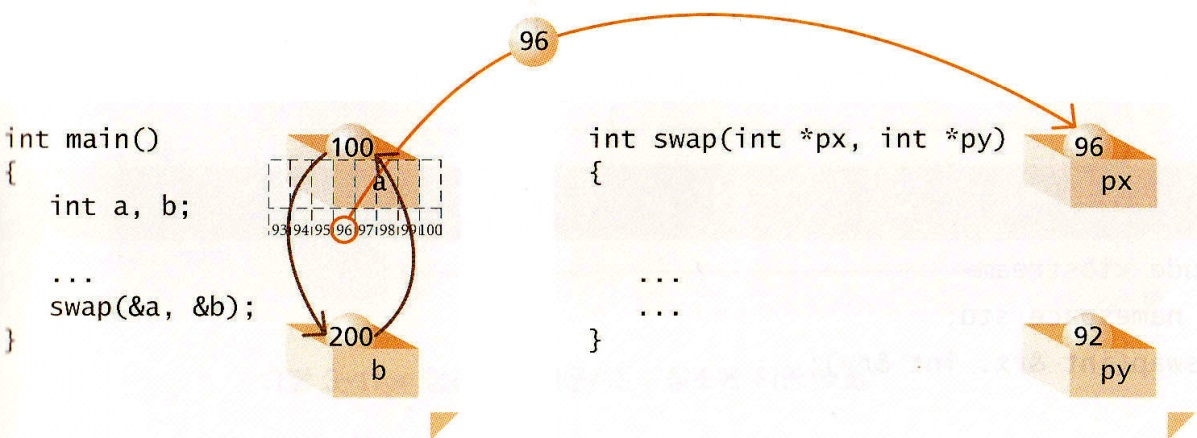 96
int main()
{
int a, b;
...
swap(&a, &b);
}
100
a
93 94 95 96 97 98 99 100
200
b
int swap(int *px, int *py)
{
...
...
}
96
px
92
py